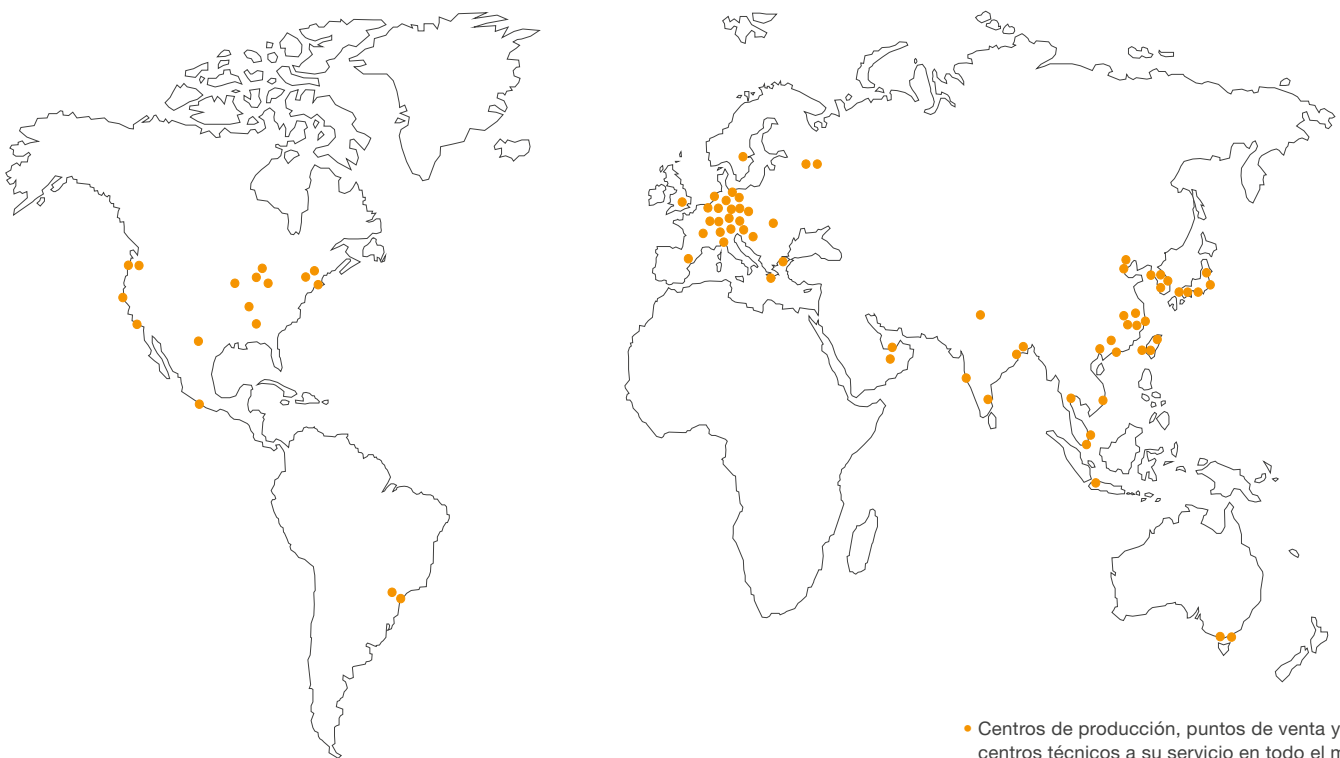 Centros de producción, puntos de venta y
centros técnicos a su servicio en todo el